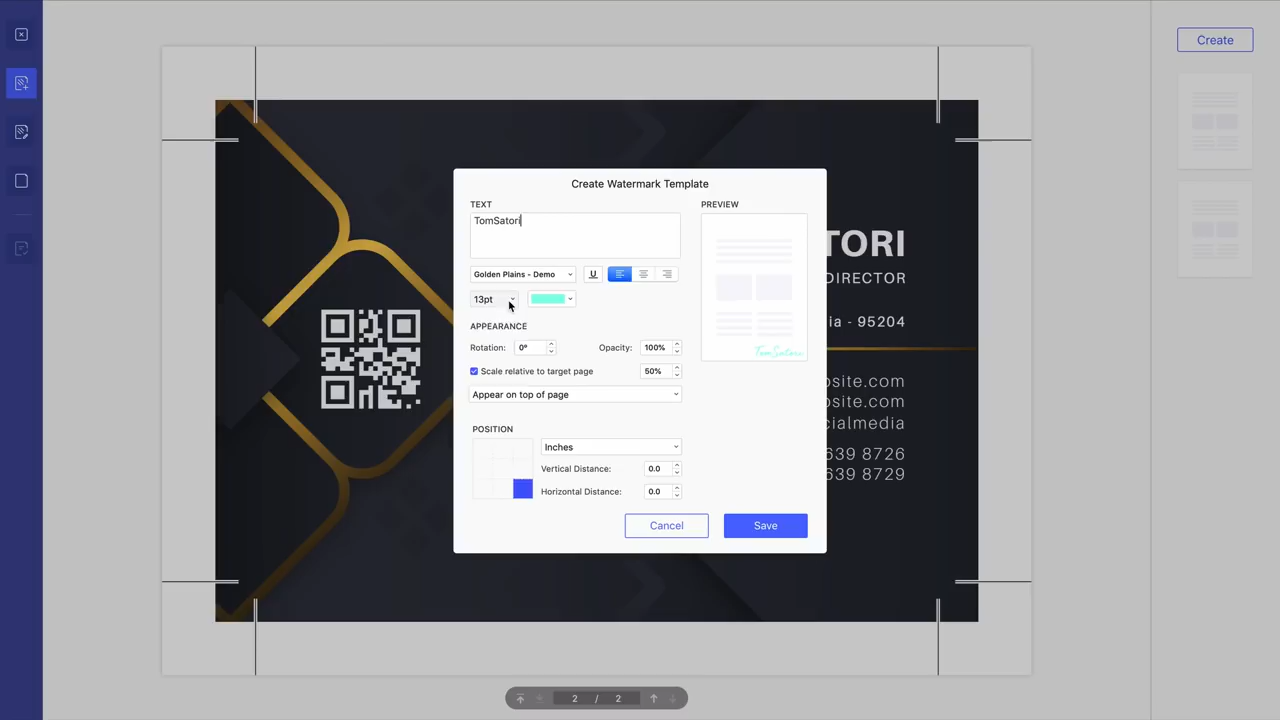 Create
TORI
DIRECTOR
ia - 95204
osite.com
osite.com
cialmedia
639 8726
639 8729
Create Watermark Template
TEXT
TomSatori
Golden Plains - Demo
U
13pt
APPEARANCE
Rotation: 0° Opacity: 100%
Scale relative to target page 50%
Appear on top of page
POSITION
Inches
Vertical Distance: 0.0
Horizontal Distance: 0.0
Cancel Save
PREVIEW
TomSatori
2 / 2